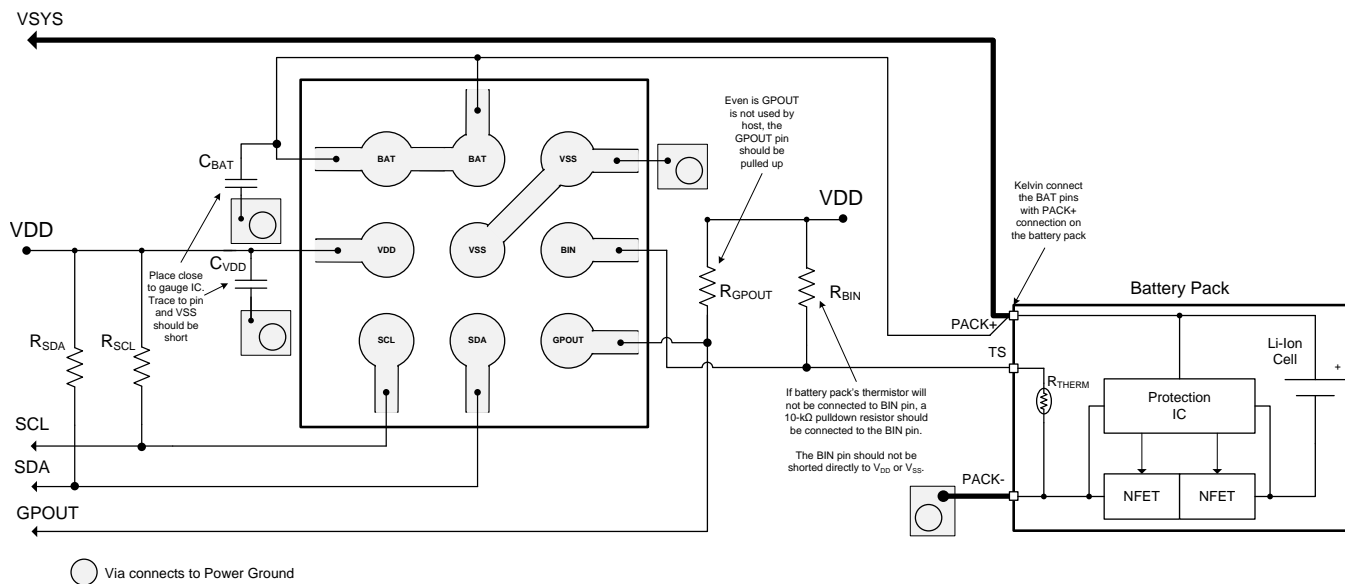 VSYS
BAT
BAT
VSS
VDD
VSS
BIN
SCL
SDA
GPOUT
CBAT
VDD
CVDD
Place close
to gauge IC.
Trace to pin
and VSS
should be
short
RSDA
RSCL
SCL
SDA
GPOUT
Even is GPOUT
is not used by
host, the
GPOUT pin
should be
pulled up
VDD
RGPOUT
RBIN
If battery pack's thermistor will
not be connected to BIN pin, a
10-kΩ pulldown resistor should
be connected to the BIN pin.
The BIN pin should not be
shorted directly to VDD or VSS.
Kelvin connect
the BAT pins
with PACK+
connection on
the battery pack
Battery Pack
PACK+
TS
RTHERM
Protection
IC
Li-Ion
Cell
+
PACK-
NFET
NFET
Via connects to Power Ground